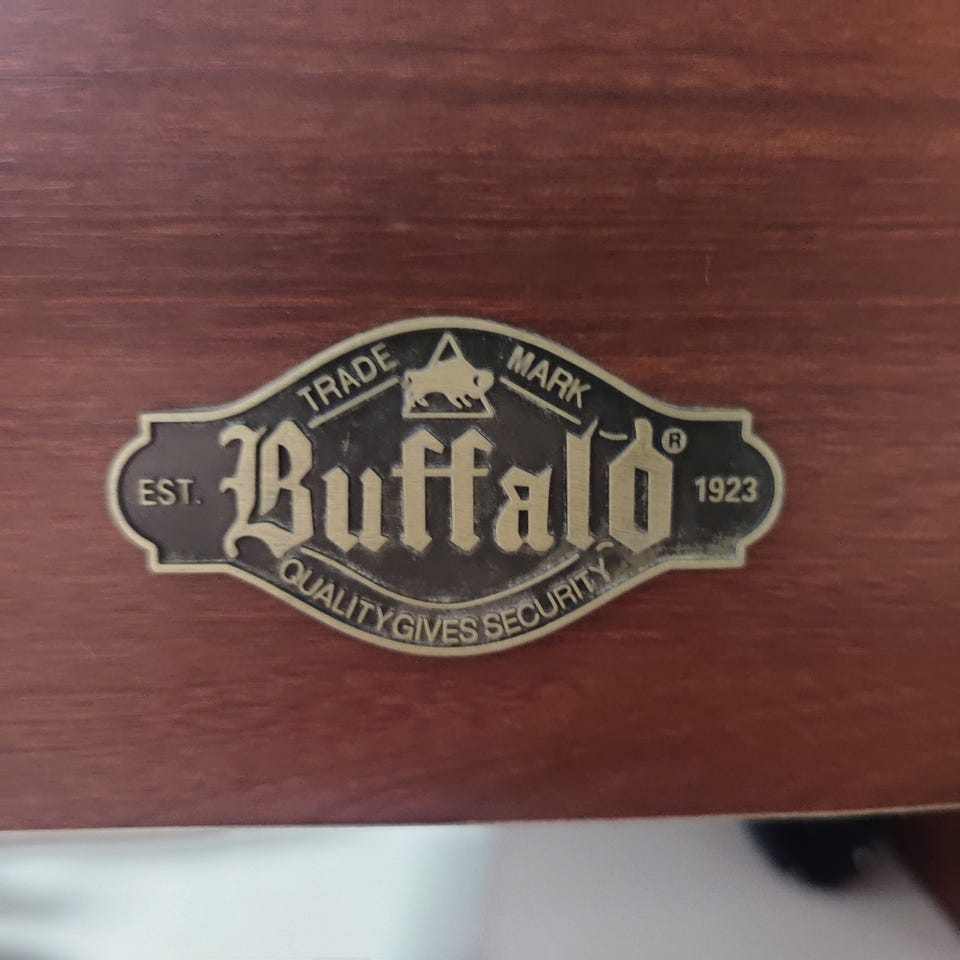 TRADE MARK
Buffalo®
EST. 1923
QUALITY GIVES SECURITY